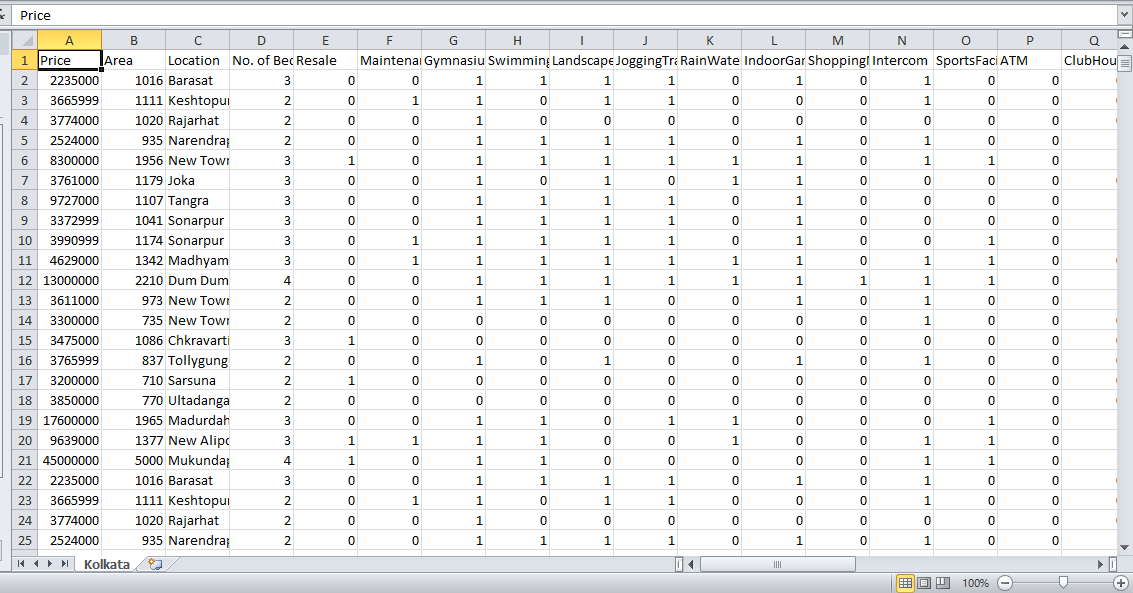 Price
A B C D E F G H I J K L M N O P Q
1 Price Area Location No. of Bec Resale Maintenar Gymnasiu Swimming Landscape JoggingTra RainWate IndoorGar ShoppingM Intercom SportsFaci ATM ClubHou
2 2235000 1016 Barasat 3 0 0 1 1 1 1 0 1 0 1 0 0
3 3665999 1111 Keshtopur 2 0 1 1 0 1 1 0 0 0 1 0 0
4 3774000 1020 Rajarhat 2 0 0 1 0 0 0 0 0 0 0 0 0
5 2524000 935 Narendrap 2 0 0 1 1 1 1 0 1 0 1 0 0
6 8300000 1956 New Town 3 1 0 1 1 1 1 1 1 0 1 1 0
7 3761000 1179 Joka 3 0 0 1 0 1 0 1 1 0 0 0 0
8 9727000 1107 Tangra 3 0 0 1 1 1 1 0 1 0 0 0 0
9 3372999 1041 Sonarpur 3 0 0 1 1 1 1 0 1 0 0 0 0
10 3990999 1174 Sonarpur 3 0 1 1 1 1 1 0 1 0 0 1 0
11 4629000 1342 Madhyam 3 0 1 1 1 1 1 1 1 0 1 1 0
12 13000000 2210 Dum Dum 4 0 0 1 1 1 1 1 1 1 1 1 0
13 3611000 973 New Town 2 0 0 1 1 1 0 0 1 0 1 0 0
14 3300000 735 New Town 2 0 0 0 0 0 0 0 0 0 1 0 0
15 3475000 1086 Chkravarti 3 1 0 0 0 0 0 0 0 0 0 0 0
16 3765999 837 Tollygung 2 0 0 1 0 1 0 0 1 0 1 0 0
17 3200000 710 Sarsuna 2 1 0 0 0 0 0 0 0 0 0 0 0
18 3850000 770 Ultadanga 2 0 0 0 0 0 0 0 0 0 0 0 0
19 17600000 1965 Madurdah 3 0 0 1 1 0 1 1 0 0 0 1 0
20 9639000 1377 New Alipo 3 1 1 1 1 0 0 1 0 0 1 1 0
21 45000000 5000 Mukundap 4 1 0 1 1 0 0 0 0 0 1 1 0
22 2235000 1016 Barasat 3 0 0 1 1 1 1 0 1 0 1 0 0
23 3665999 1111 Keshtopur 2 0 1 1 0 1 1 0 0 0 1 0 0
24 3774000 1020 Rajarhat 2 0 0 1 0 0 0 0 0 0 0 0 0
25 2524000 935 Narendrap 2 0 0 1 1 1 1 0 1 0 1 0 0
Kolkata
100%